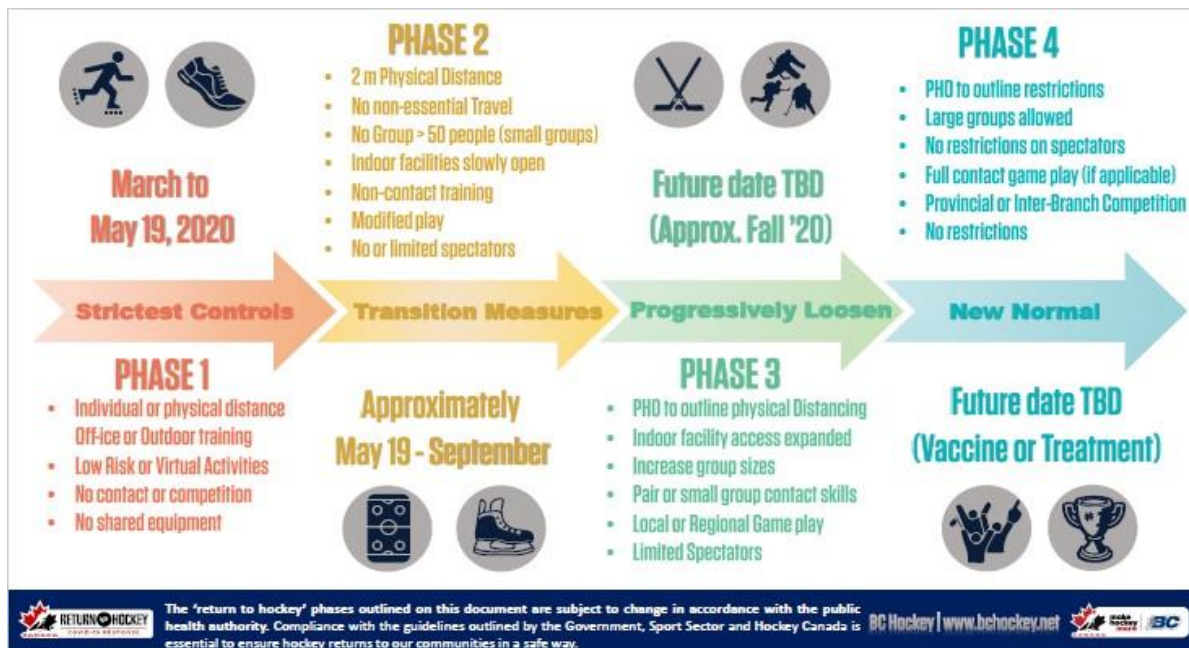 March to
May 19, 2020
Strictest Controls
PHASE 1
• Individual or physical distance
Off-ice or Outdoor training
• Low Risk or Virtual Activities
• No contact or competition
• No shared equipment
PHASE 2
• 2 m Physical Distance
• No non-essential Travel
• No Group > 50 people (small groups)
• Indoor facilities slowly open
• Non-contact training
• Modified play
• No or limited spectators
Transition Measures
Approximately
May 19 - September
Future date TBD
(Approx. Fall '20)
Progressively Loosen
PHASE 3
• PHO to outline physical Distancing
• Indoor facility access expanded
• Increase group sizes
• Pair or small group contact skills
• Local or Regional Game play
• Limited Spectators
PHASE 4
• PHO to outline restrictions
• Large groups allowed
• No restrictions on spectators
• Full contact game play (if applicable)
• Provincial or Inter-Branch Competition
• No restrictions
New Normal
Future date TBD
(Vaccine or Treatment)
CANADA
RETURN TO HOCKEY
COVID-19 RESPONSE
The 'return to hockey' phases outlined on this document are subject to change in accordance with the public
health authority. Compliance with the guidelines outlined by the Government, Sport Sector and Hockey Canada is
essential to ensure hockey returns to our communities in a safe way.
BC Hockey | www.bchockey.net
CANADA
make
hockey
more
BC